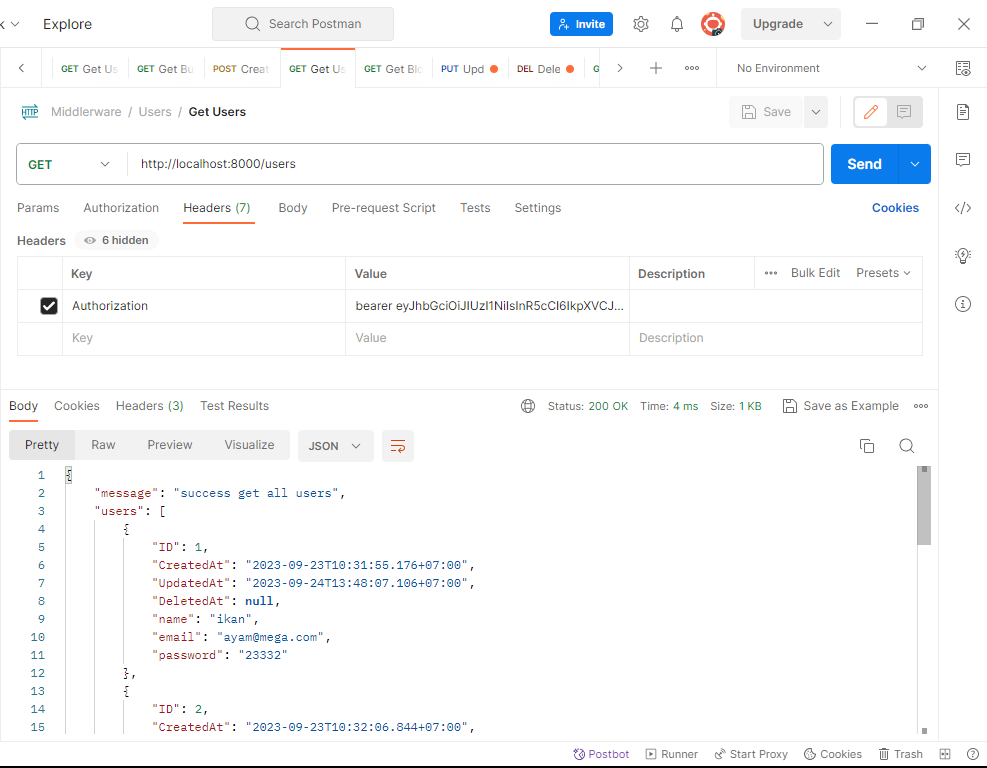 Explore
Search Postman
Invite
Upgrade
GET Get Us
GET Get Bu
POST Creat
GET Get Us
GET Get Blo
PUT Upd
DEL Dele
G
No Environment
HTTP Middlerware / Users / Get Users
Save
GET
http://localhost:8000/users
Send
Params Authorization Headers (7) Body Pre-request Script Tests Settings Cookies
Headers 6 hidden
Key Value Description ••• Bulk Edit Presets
Authorization bearer eyJhbGciOiJIUzI1NiIsInR5cCI6IkpXVCJ...
Key Value Description
Body Cookies Headers (3) Test Results Status: 200 OK Time: 4 ms Size: 1 KB Save as Example
Pretty Raw Preview Visualize JSON
1 {
2 "message": "success get all users",
3 "users": [
4 {
5 "ID": 1,
6 "CreatedAt": "2023-09-23T10:31:55.176+07:00",
7 "UpdatedAt": "2023-09-24T13:48:07.106+07:00",
8 "DeletedAt": null,
9 "name": "ikan",
10 "email": "ayam@mega.com",
11 "password": "23332"
12 },
13 {
14 "ID": 2,
15 "CreatedAt": "2023-09-23T10:32:06.844+07:00",
Postbot Runner Start Proxy Cookies Trash